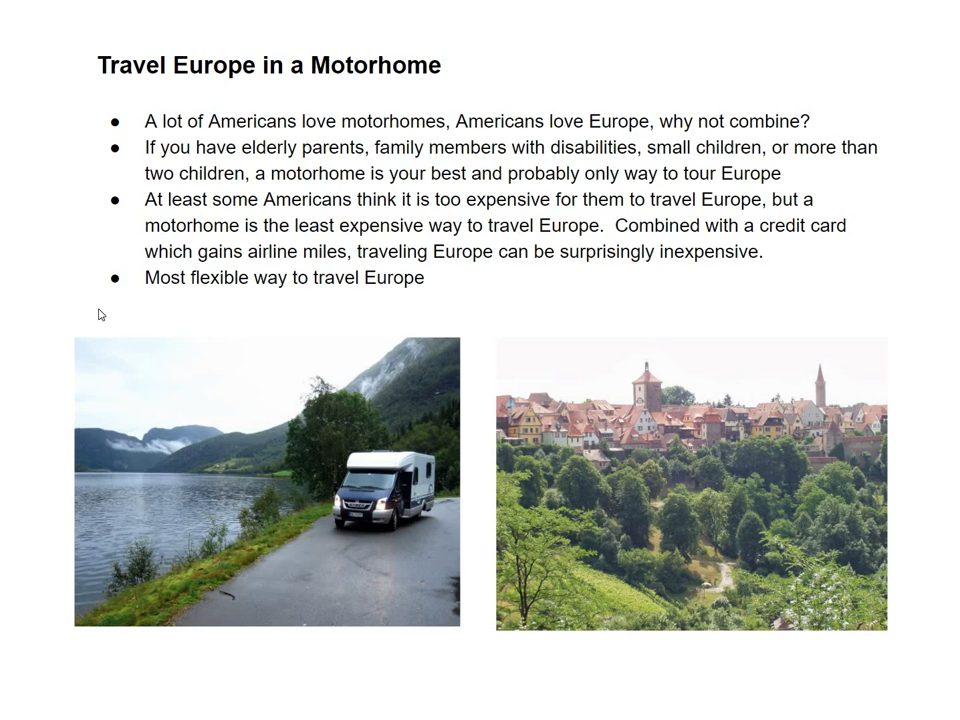 Travel Europe in a Motorhome
● A lot of Americans love motorhomes, Americans love Europe, why not combine?
● If you have elderly parents, family members with disabilities, small children, or more than
two children, a motorhome is your best and probably only way to tour Europe
● At least some Americans think it is too expensive for them to travel Europe, but a
motorhome is the least expensive way to travel Europe.  Combined with a credit card
which gains airline miles, traveling Europe can be surprisingly inexpensive.
● Most flexible way to travel Europe